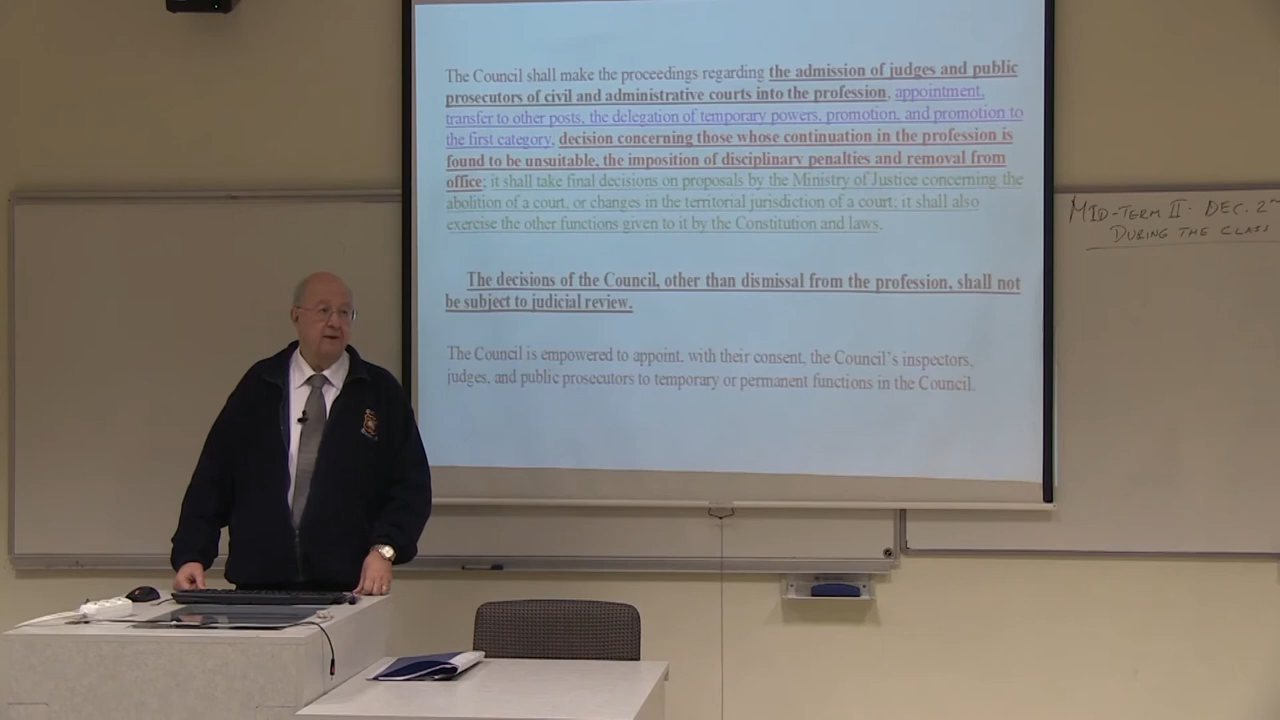 The Council shall make the proceedings regarding the admission of judges and public
prosecutors of civil and administrative courts into the profession, appointment,
transfer to other posts, the delegation of temporary powers, promotion, and promotion to
the first category, decision concerning those whose continuation in the profession is
found to be unsuitable, the imposition of disciplinary penalties and removal from
office; it shall take final decisions on proposals by the Ministry of Justice concerning the
abolition of a court, or changes in the territorial jurisdiction of a court; it shall also
exercise the other functions given to it by the Constitution and laws.
The decisions of the Council, other than dismissal from the profession, shall not
be subject to judicial review.
The Council is empowered to appoint, with their consent, the Council's inspectors,
judges, and public prosecutors to temporary or permanent functions in the Council.
MID-TERM II. DEC. 2
DURING THE CLASS